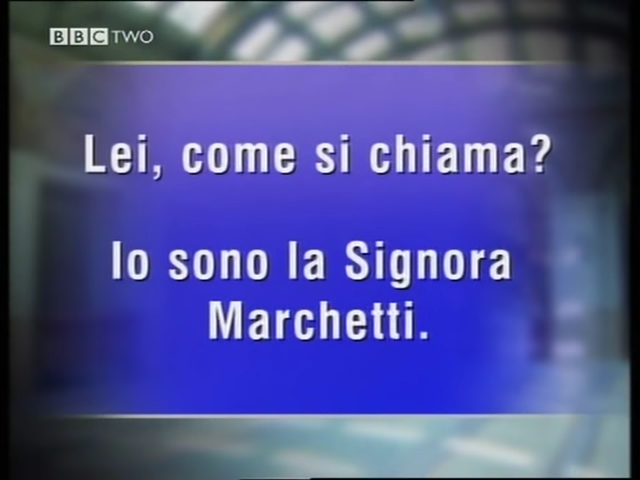 BBC TWO
Lei, come si chiama?
Io sono la Signora
Marchetti.